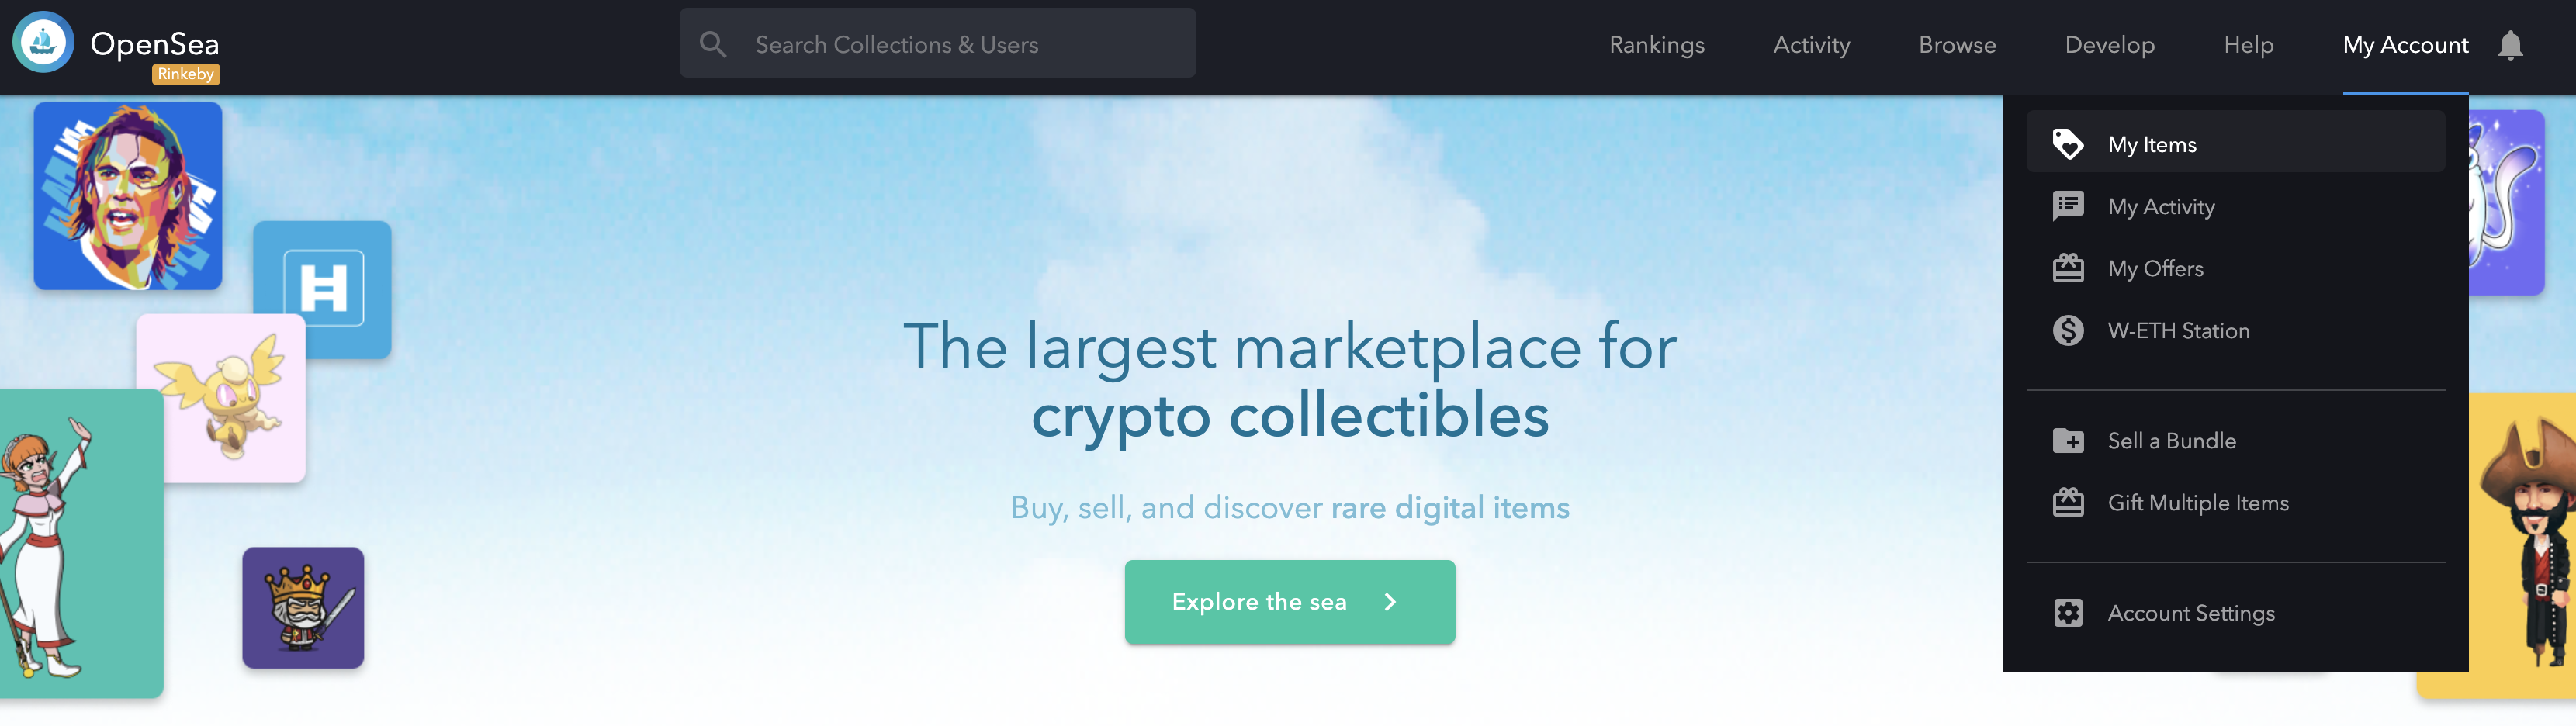 OpenSea
Rinkeby
Search Collections & Users
Rankings
Activity
Browse
Develop
Help
My Account
H
The largest marketplace for
crypto collectibles
Buy, sell, and discover rare digital items
Explore the sea
My Items
My Activity
My Offers
W-ETH Station
Sell a Bundle
Gift Multiple Items
Account Settings